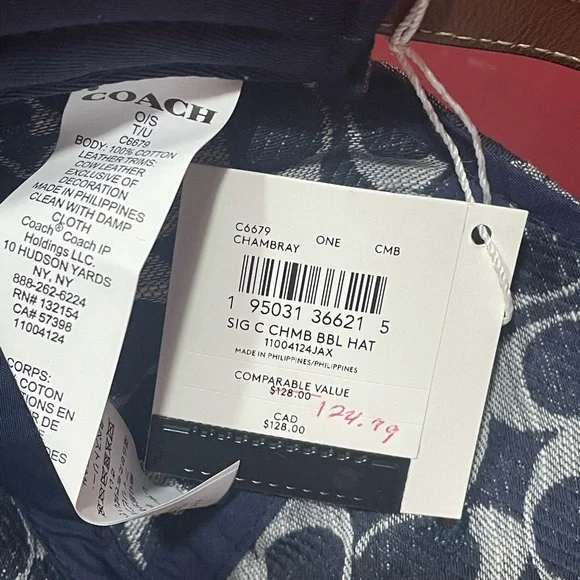 COACH
O/S
T/U
C6679
BODY: 100% COTTON
LEATHER TRIMS:
COW LEATHER
EXCLUSIVE OF
DECORATION
MADE IN PHILIPPINES
CLEAN WITH DAMP
CLOTH
Coach® Coach IP
Holdings LLC.
10 HUDSON YARDS
NY, NY
888-262-6224
RN# 132154
CA# 57398
11004124
CORPS:
COTON
C6679 ONE CMB
CHAMBRAY
1 95031 36621 5
SIG C CHMB BBL HAT
11004124JAX
MADE IN PHILIPPINES/PHILIPPINES
COMPARABLE VALUE
$128.00
124.99
CAD
$128.00